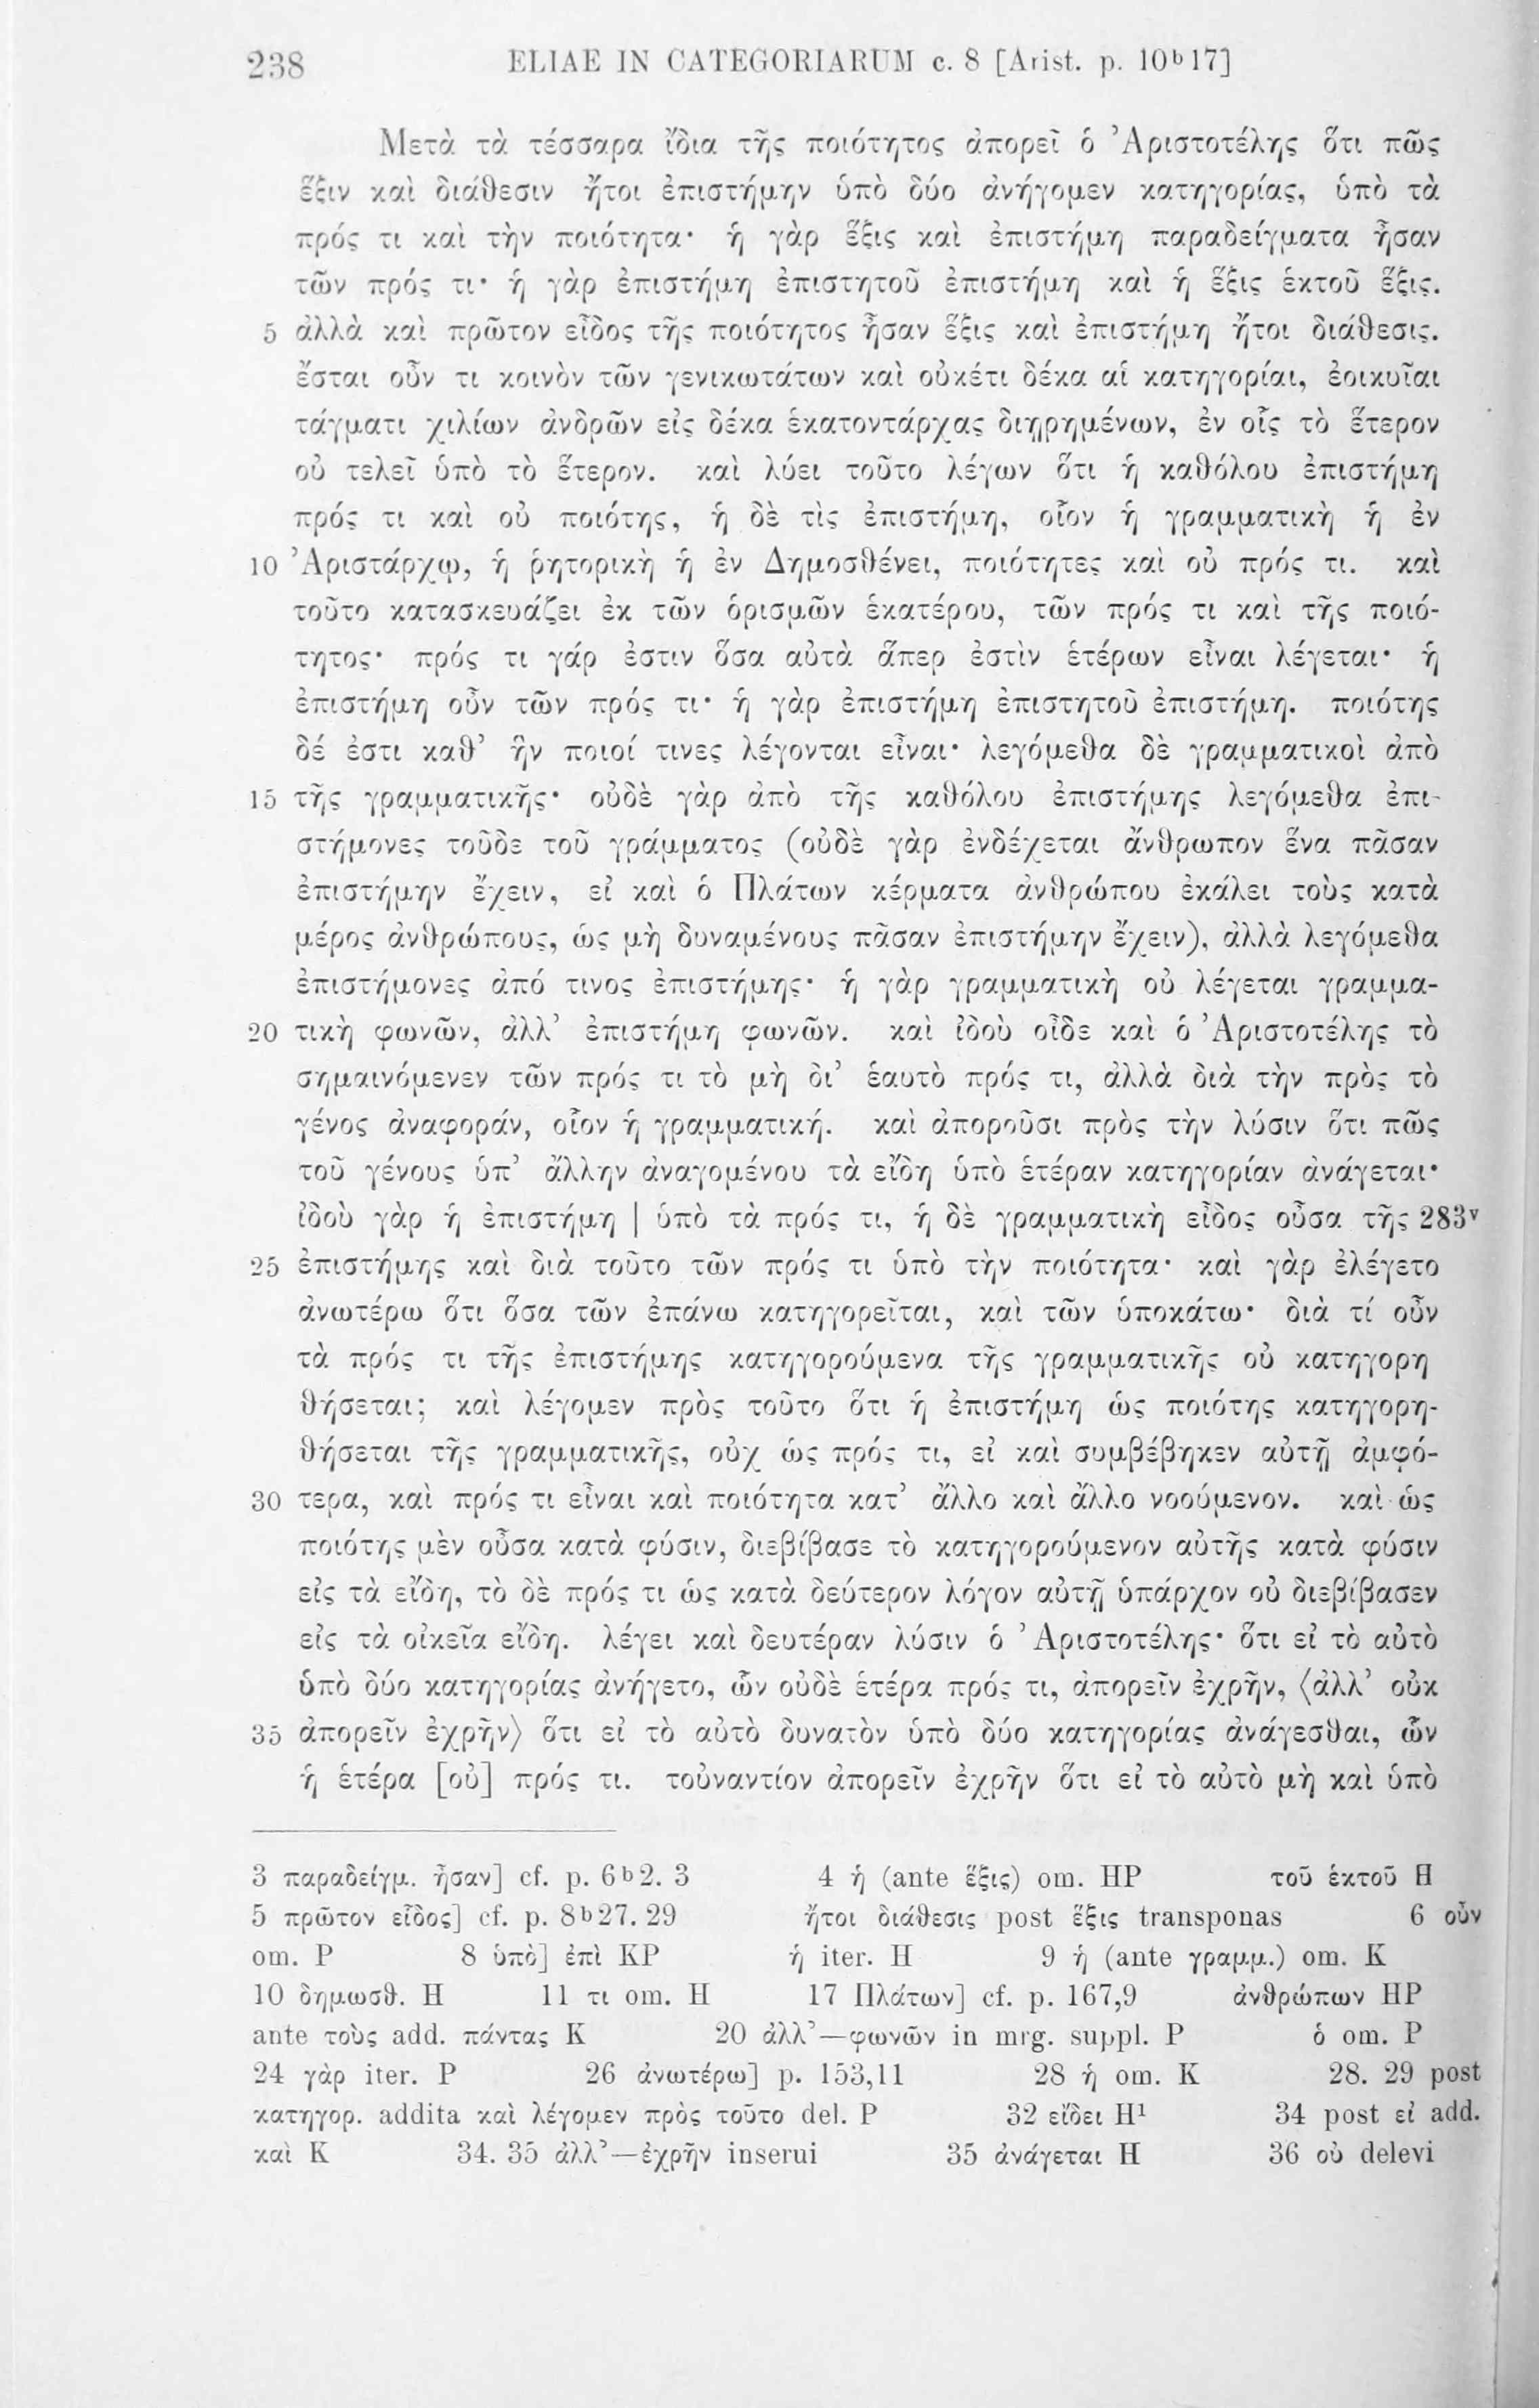 238 ELIAE IN CATEGORIARUM c. 8 [Arist. p. 10ᵇ17]
Μετὰ τὰ τέσσαρα ἴδια τῆς ποιότητος ἀπορεῖ ὁ Ἀριστοτέλης ὅτι πῶς
ἕξιν καὶ διάθεσιν ἤτοι ἐπιστήμην ὑπὸ δύο ἀνήγομεν κατηγορίας, ὑπὸ τὰ
πρός τι καὶ τὴν ποιότητα· ἡ γὰρ ἕξις καὶ ἐπιστήμη παραδείγματα ἦσαν
τῶν πρός τι· ἡ γὰρ ἐπιστήμη ἐπιστητοῦ ἐπιστήμη καὶ ἡ ἕξις ἑκτοῦ ἕξις.
5 ἀλλὰ καὶ πρῶτον εἶδος τῆς ποιότητος ἦσαν ἕξις καὶ ἐπιστήμη ἤτοι διάθεσις.
ἔσται οὖν τι κοινὸν τῶν γενικωτάτων καὶ οὐκέτι δέκα αἱ κατηγορίαι, ἐοικυῖαι
τάγματι χιλίων ἀνδρῶν εἰς δέκα ἑκατοντάρχας διῃρημένων, ἐν οἷς τὸ ἕτερον
οὐ τελεῖ ὑπὸ τὸ ἕτερον. καὶ λύει τοῦτο λέγων ὅτι ἡ καθόλου ἐπιστήμη
πρός τι καὶ οὐ ποιότης, ἡ δὲ τὶς ἐπιστήμη, οἷον ἡ γραμματικὴ ἡ ἐν
10 Ἀριστάρχῳ, ἡ ῥητορικὴ ἡ ἐν Δημοσθένει, ποιότητες καὶ οὐ πρός τι. καὶ
τοῦτο κατασκευάζει ἐκ τῶν ὁρισμῶν ἑκατέρου, τῶν πρός τι καὶ τῆς ποιό-
τητος· πρός τι γάρ ἐστιν ὅσα αὐτὰ ἅπερ ἐστὶν ἑτέρων εἶναι λέγεται· ἡ
ἐπιστήμη οὖν τῶν πρός τι· ἡ γὰρ ἐπιστήμη ἐπιστητοῦ ἐπιστήμη. ποιότης
δέ ἐστι καθ’ ἣν ποιοί τινες λέγονται εἶναι· λεγόμεθα δὲ γραμματικοὶ ἀπὸ
15 τῆς γραμματικῆς· οὐδὲ γὰρ ἀπὸ τῆς καθόλου ἐπιστήμης λεγόμεθα ἐπι-
στήμονες τοῦδε τοῦ γράμματος (οὐδὲ γὰρ ἐνδέχεται ἄνθρωπον ἕνα πᾶσαν
ἐπιστήμην ἔχειν, εἰ καὶ ὁ Πλάτων κέρματα ἀνθρώπου ἐκάλει τοὺς κατὰ
μέρος ἀνθρώπους, ὡς μὴ δυναμένους πᾶσαν ἐπιστήμην ἔχειν), ἀλλὰ λεγόμεθα
ἐπιστήμονες ἀπό τινος ἐπιστήμης· ἡ γὰρ γραμματικὴ οὐ λέγεται γραμμα-
20 τικὴ φωνῶν, ἀλλ’ ἐπιστήμη φωνῶν. καὶ ἰδοὺ οἶδε καὶ ὁ Ἀριστοτέλης τὸ
σημαινόμενεν τῶν πρός τι τὸ μὴ δι’ ἑαυτὸ πρός τι, ἀλλὰ διὰ τὴν πρὸς τὸ
γένος ἀναφοράν, οἷον ἡ γραμματική. καὶ ἀποροῦσι πρὸς τὴν λύσιν ὅτι πῶς
τοῦ γένους ὑπ’ ἄλλην ἀναγομένου τὰ εἴδη ὑπὸ ἑτέραν κατηγορίαν ἀνάγεται·
ἰδοὺ γὰρ ἡ ἐπιστήμη | ὑπὸ τὰ πρός τι, ἡ δὲ γραμματικὴ εἶδος οὖσα τῆς 283ᵛ
25 ἐπιστήμης καὶ διὰ τοῦτο τῶν πρός τι ὑπὸ τὴν ποιότητα· καὶ γὰρ ἐλέγετο
ἀνωτέρω ὅτι ὅσα τῶν ἐπάνω κατηγορεῖται, καὶ τῶν ὑποκάτω· διὰ τί οὖν
τὰ πρός τι τῆς ἐπιστήμης κατηγορούμενα τῆς γραμματικῆς οὐ κατηγορη
θήσεται; καὶ λέγομεν πρὸς τοῦτο ὅτι ἡ ἐπιστήμη ὡς ποιότης κατηγορη-
θήσεται τῆς γραμματικῆς, οὐχ ὡς πρός τι, εἰ καὶ συμβέβηκεν αὐτῇ ἀμφό-
30 τερα, καὶ πρός τι εἶναι καὶ ποιότητα κατ’ ἄλλο καὶ ἄλλο νοούμενον. καὶ ὡς
ποιότης μὲν οὖσα κατὰ φύσιν, διεβίβασε τὸ κατηγορούμενον αὐτῆς κατὰ φύσιν
εἰς τὰ εἴδη, τὸ δὲ πρός τι ὡς κατὰ δεύτερον λόγον αὐτῇ ὑπάρχον οὐ διεβίβασεν
εἰς τὰ οἰκεῖα εἴδη. λέγει καὶ δευτέραν λύσιν ὁ Ἀριστοτέλης· ὅτι εἰ τὸ αὐτὸ
ὑπὸ δύο κατηγορίας ἀνήγετο, ὧν οὐδὲ ἑτέρα πρός τι, ἀπορεῖν ἐχρῆν, ⟨ἀλλ’ οὐκ
35 ἀπορεῖν ἐχρῆν⟩ ὅτι εἰ τὸ αὐτὸ δυνατὸν ὑπὸ δύο κατηγορίας ἀνάγεσθαι, ὧν
ἡ ἑτέρα [οὐ] πρός τι. τοὐναντίον ἀπορεῖν ἐχρῆν ὅτι εἰ τὸ αὐτὸ μὴ καὶ ὑπὸ
3 παραδείγμ. ἦσαν] cf. p. 6ᵇ2. 3 4 ἡ (ante ἕξις) om. HP τοῦ ἑκτοῦ H
5 πρῶτον εἶδος] cf. p. 8ᵇ27. 29 ἤτοι διάθεσις post ἕξις transponas 6 οὖν
om. P 8 ὑπὸ] ἐπὶ KP ἡ iter. H 9 ἡ (ante γραμμ.) om. K
10 δημωσθ. H 11 τι om. H 17 Πλάτων] cf. p. 167,9 ἀνθρώπων HP
ante τοὺς add. πάντας K 20 ἀλλ’—φωνῶν in mrg. suppl. P ὁ om. P
24 γὰρ iter. P 26 ἀνωτέρω] p. 153,11 28 ἡ om. K 28. 29 post
κατηγορ. addita καὶ λέγομεν πρὸς τοῦτο del. P 32 εἴδει H¹ 34 post εἰ add.
καὶ K 34. 35 ἀλλ’—ἐχρῆν inserui 35 ἀνάγεται H 36 οὐ delevi